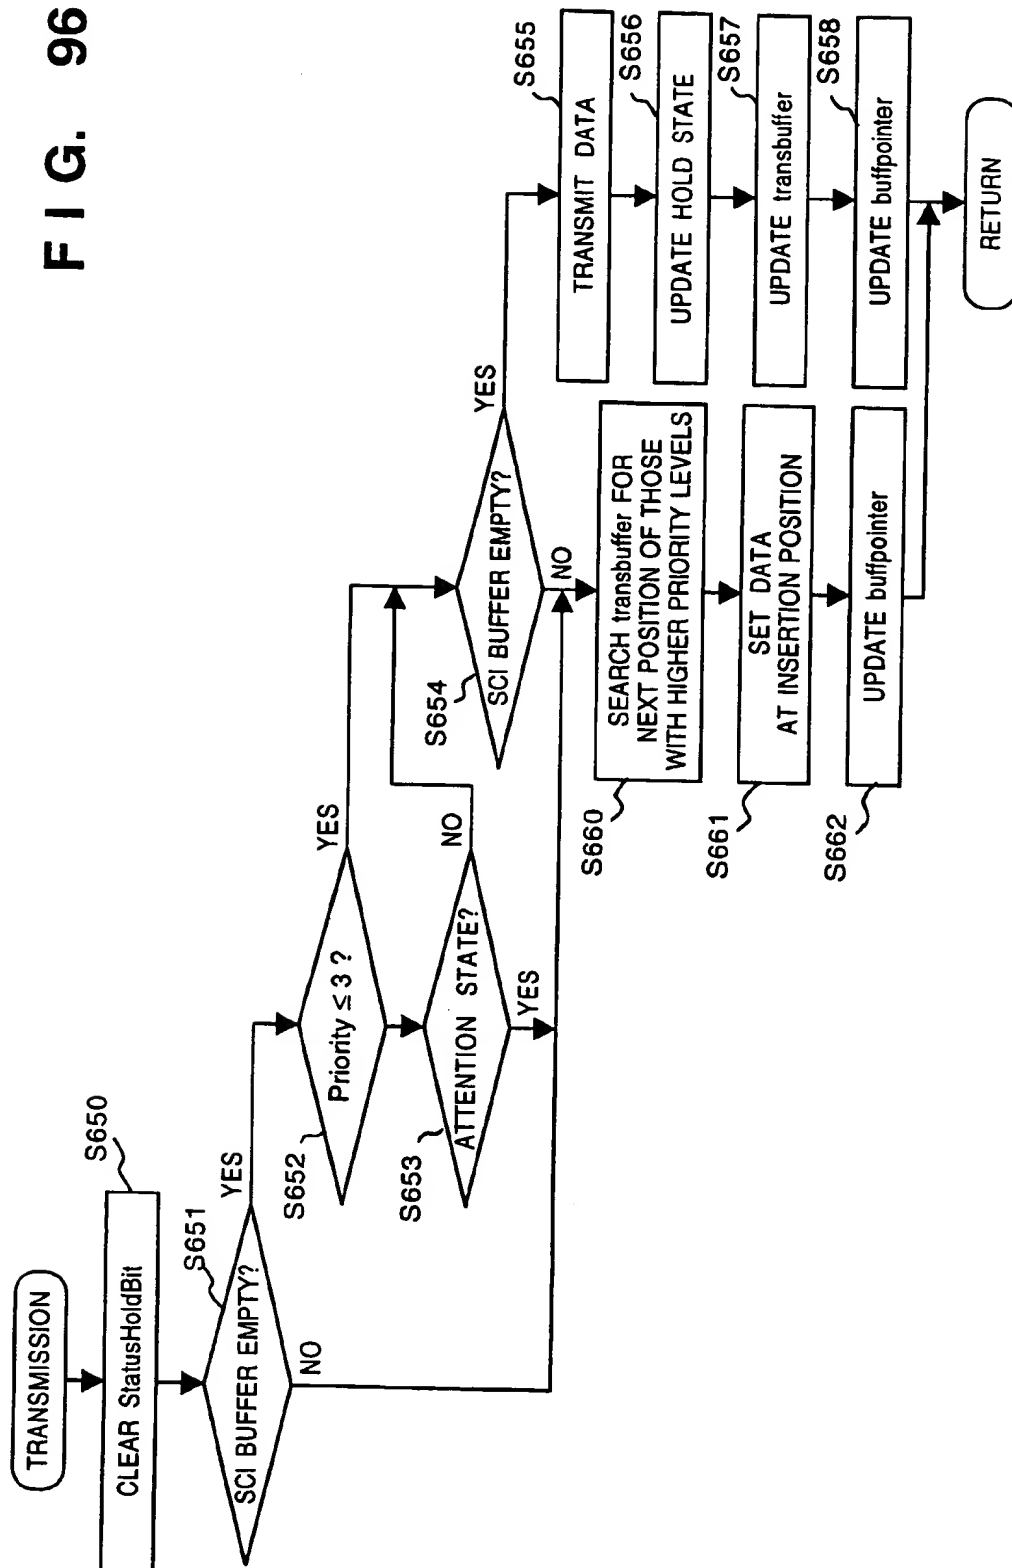 F I G. 96
TRANSMISSION
S650
CLEAR StatusHoldBit
S651
SCI BUFFER EMPTY?
YES
NO
S652
Priority ≤ 3 ?
YES
S653
ATTENTION STATE?
NO
YES
S654
SCI BUFFER EMPTY?
YES
NO
S655
TRANSMIT DATA
S656
UPDATE HOLD STATE
S657
UPDATE transbuffer
S658
UPDATE buffpointer
S660
SEARCH transbuffer FOR
NEXT POSITION OF THOSE
WITH HIGHER PRIORITY LEVELS
S661
SET DATA
AT INSERTION POSITION
S662
UPDATE buffpointer
RETURN